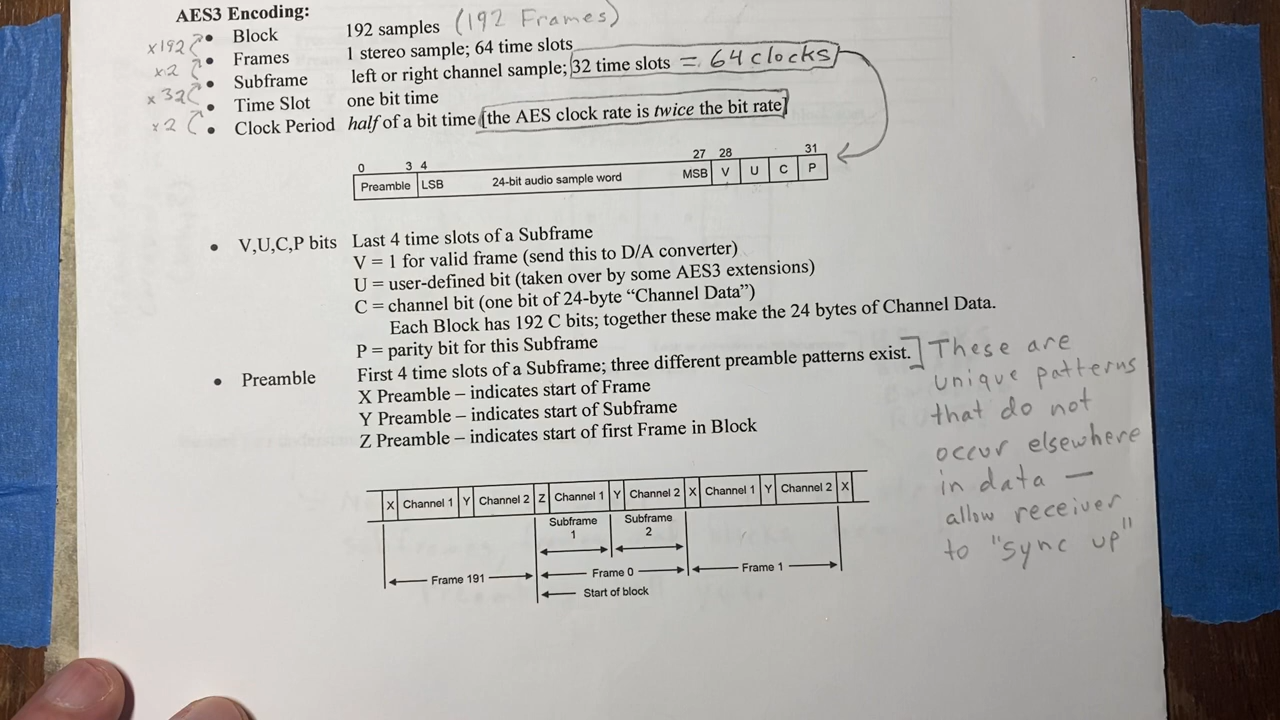 AES3 Encoding:
• Block 192 samples (192 Frames)
x192 • Frames 1 stereo sample; 64 time slots
x2 • Subframe left or right channel sample; 32 time slots = 64 clocks
x32 • Time Slot one bit time
x2 • Clock Period half of a bit time [the AES clock rate is twice the bit rate]
0 3 4 27 28 31
Preamble LSB 24-bit audio sample word MSB V U C P
• V,U,C,P bits Last 4 time slots of a Subframe
V = 1 for valid frame (send this to D/A converter)
U = user-defined bit (taken over by some AES3 extensions)
C = channel bit (one bit of 24-byte “Channel Data”)
Each Block has 192 C bits; together these make the 24 bytes of Channel Data.
P = parity bit for this Subframe
• Preamble First 4 time slots of a Subframe; three different preamble patterns exist.]
X Preamble – indicates start of Frame
Y Preamble – indicates start of Subframe
Z Preamble – indicates start of first Frame in Block
These are
unique patterns
that do not
occur elsewhere
in data —
allow receiver
to "sync up"
X Channel 1 Y Channel 2 Z Channel 1 Y Channel 2 X Channel 1 Y Channel 2 X
Subframe 1
Subframe 2
Frame 191 Frame 0 Frame 1
Start of block